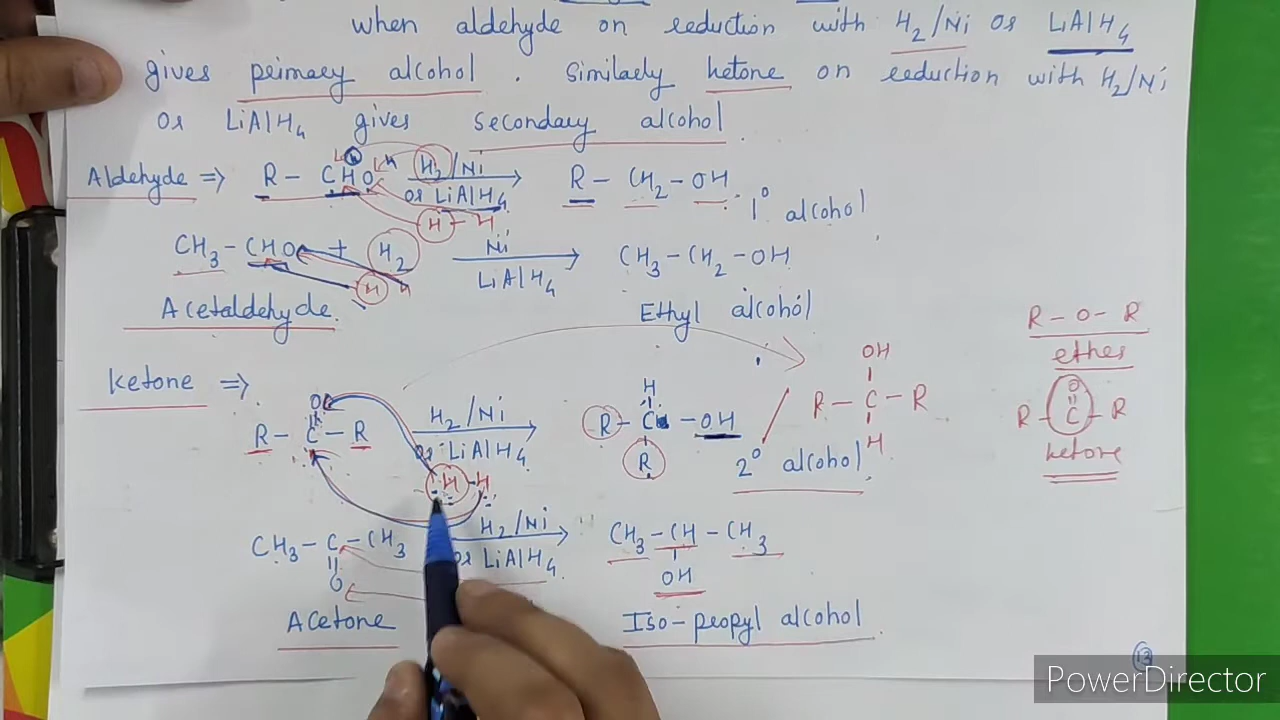 when aldehyde on reduction with H2/Ni or LiAlH4
gives primary alcohol . Similarly ketone on reduction with H2/Ni
or LiAlH4 gives secondary alcohol .
Aldehyde => R - CHO H2/Ni or LiAlH4 → R - CH2 - OH 1° alcohol
H - H
CH3 - CHO + H2 Ni LiAlH4 → CH3 - CH2 - OH
H H
Acetaldehyde. Ethyl alcohol
R - O - R
ether
Ketone =>
O
||
R - C - R H2/Ni or LiAlH4 →
H
|
R - C - OH
|
R
2° alcohol
OH
|
R - C - R
|
H
O
||
R - C - R
ketone
H - H
CH3 - C - CH3 H2/Ni or LiAlH4 → CH3 - CH - CH3
||
O
|
OH
Acetone Iso-propyl alcohol
13
PowerDirector